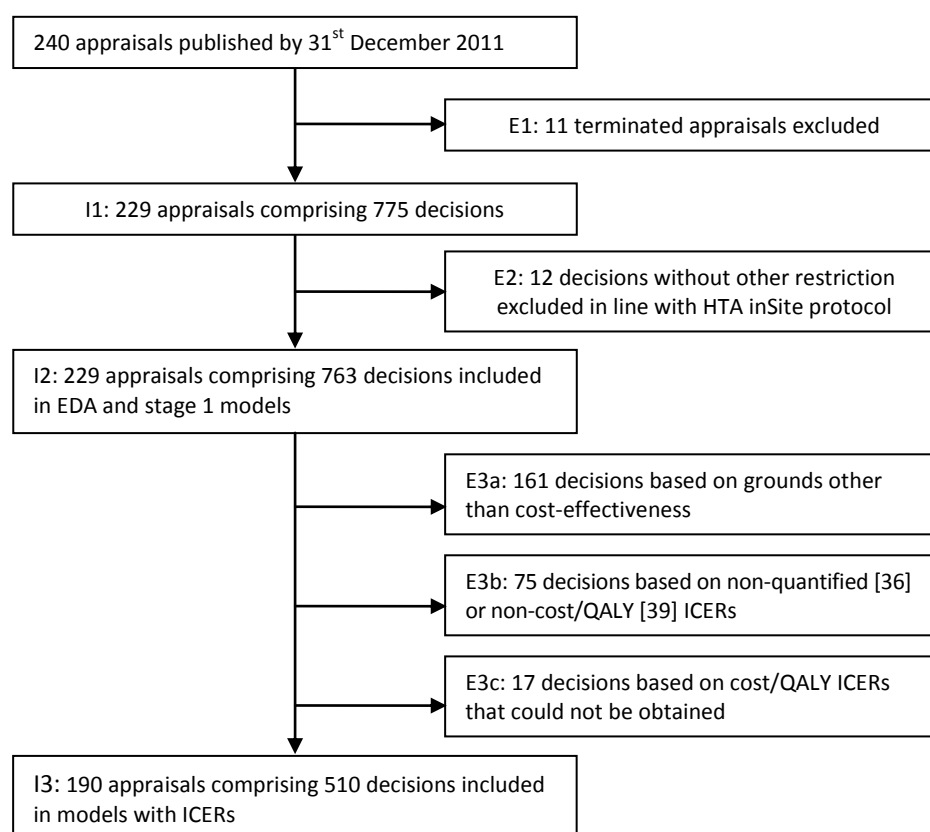 240 appraisals published by 31st December 2011
E1: 11 terminated appraisals excluded
I1: 229 appraisals comprising 775 decisions
E2: 12 decisions without other restriction
excluded in line with HTA inSite protocol
I2: 229 appraisals comprising 763 decisions included
in EDA and stage 1 models
E3a: 161 decisions based on grounds other
than cost-effectiveness
E3b: 75 decisions based on non-quantified [36]
or non-cost/QALY [39] ICERs
E3c: 17 decisions based on cost/QALY ICERs
that could not be obtained
I3: 190 appraisals comprising 510 decisions included
in models with ICERs